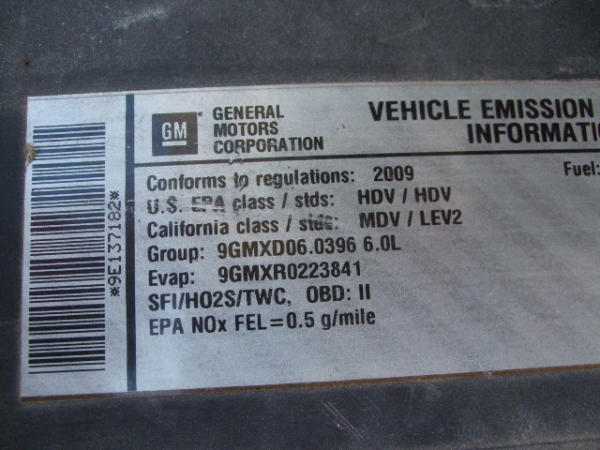 *9E137182*
GM
GENERAL
MOTORS
CORPORATION
VEHICLE EMISSION
INFORMATI
Conforms to regulations: 2009
Fuel:
U.S. EPA class / stds: HDV / HDV
California class / stds: MDV / LEV2
Group: 9GMXD06.0396 6.0L
Evap: 9GMXR0223841
SFI/HO2S/TWC, OBD: II
EPA NOx FEL=0.5 g/mile